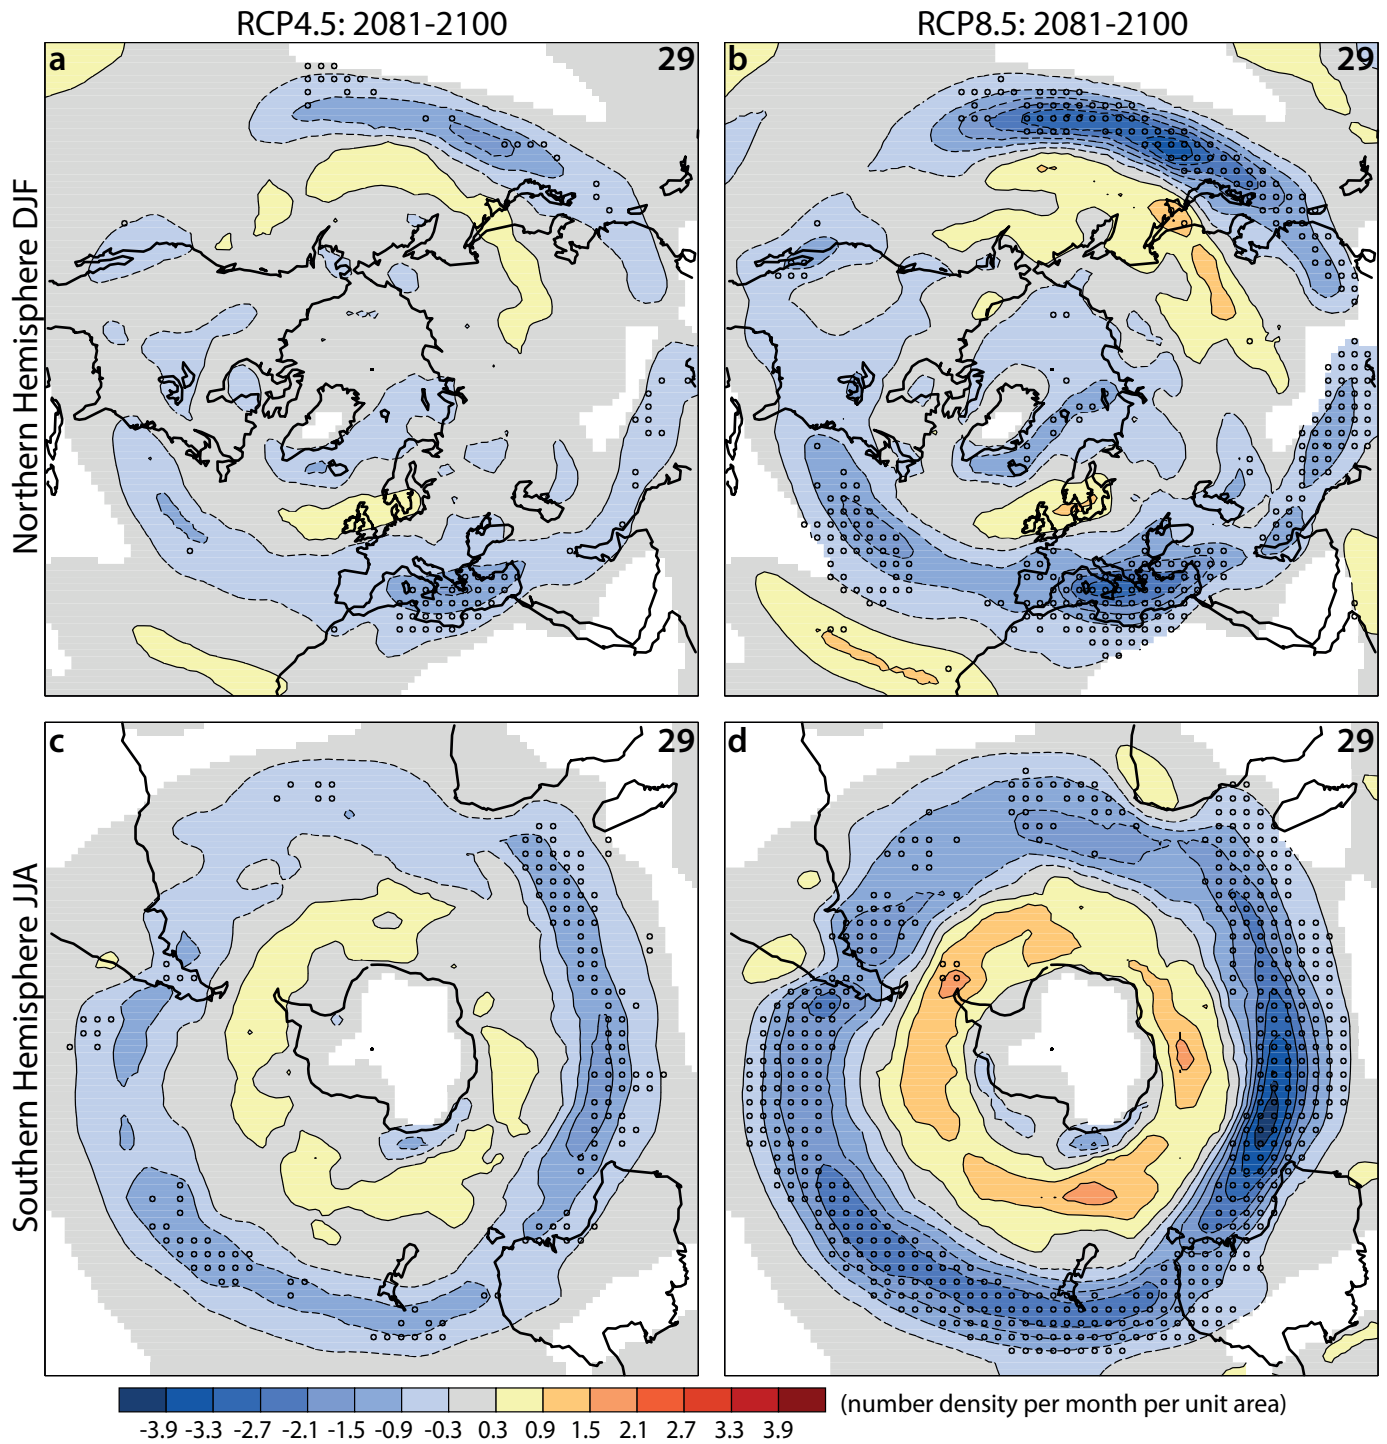 RCP4.5: 2081-2100
RCP8.5: 2081-2100
Northern Hemisphere DJF
a
29
b
29
Southern Hemisphere JJA
c
29
d
29
(number density per month per unit area)
-3.9 -3.3 -2.7 -2.1 -1.5 -0.9 -0.3 0.3 0.9 1.5 2.1 2.7 3.3 3.9